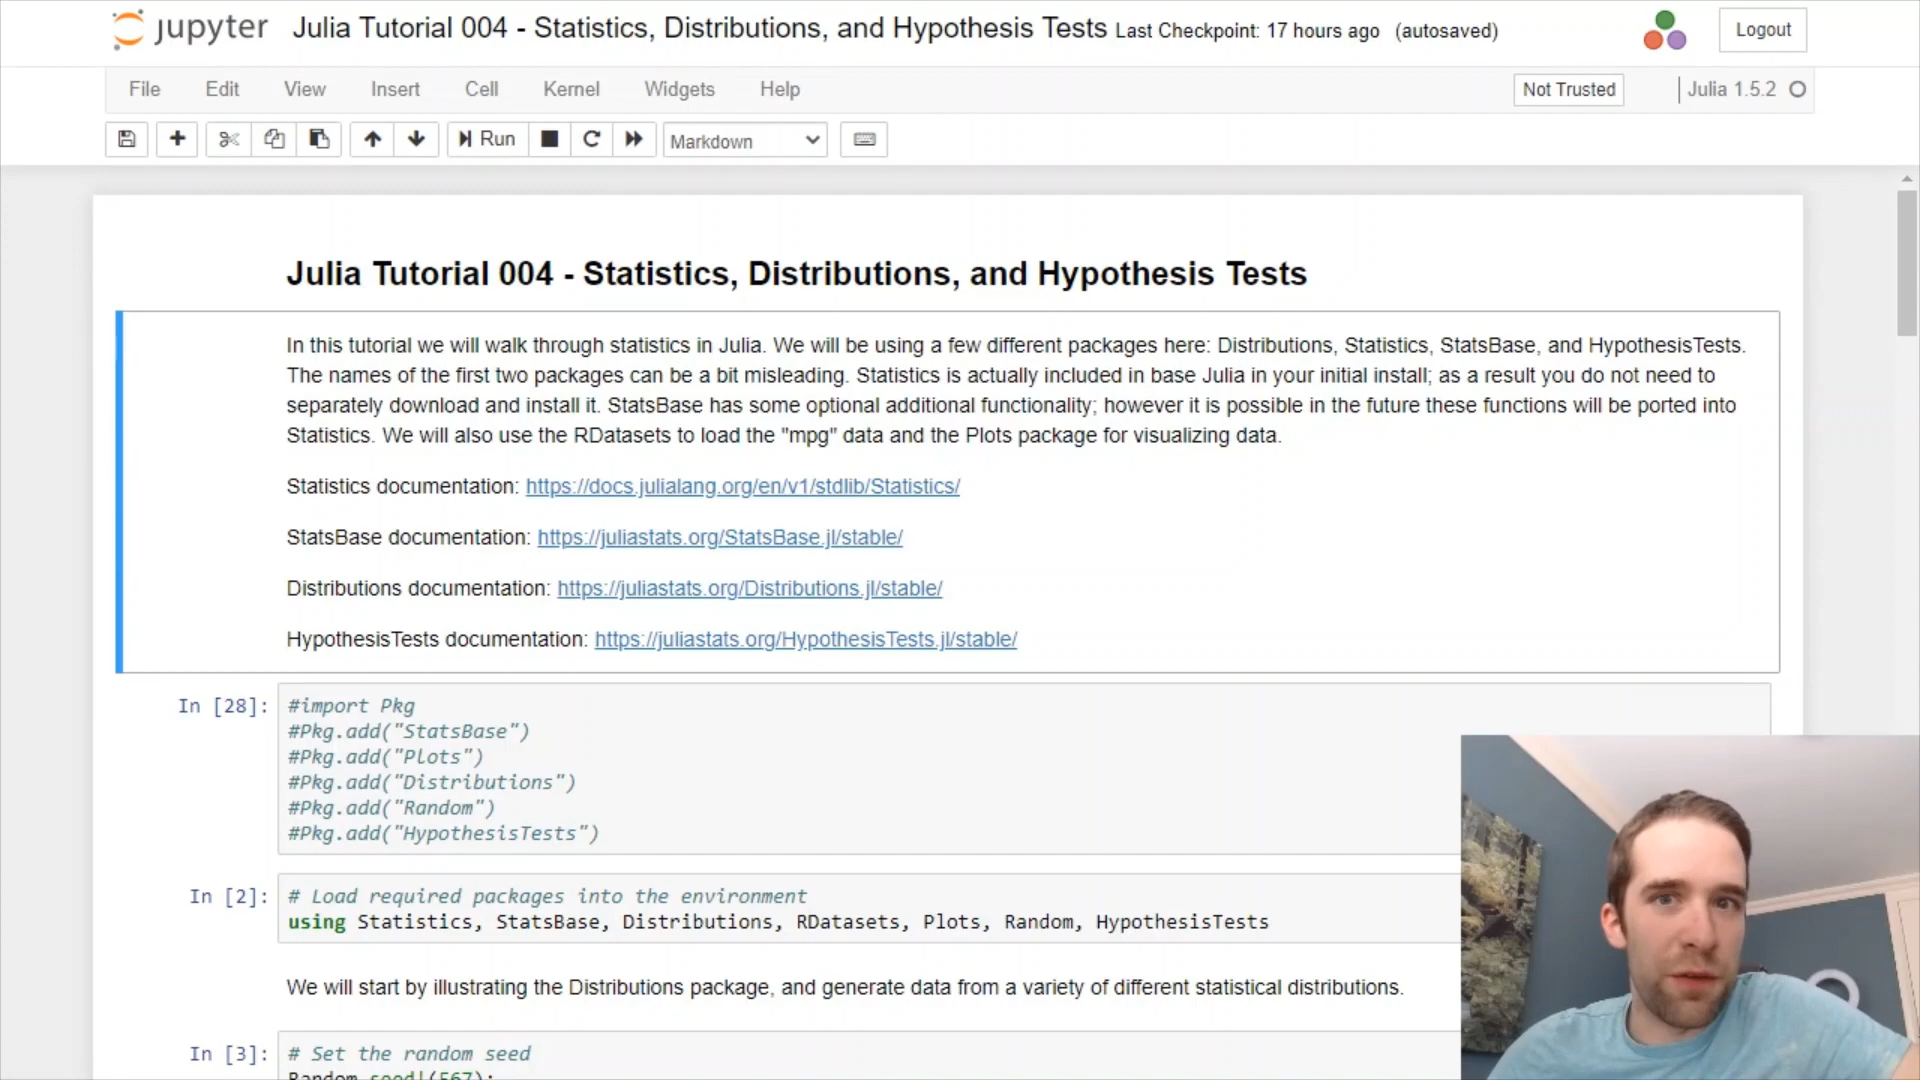 jupyter Julia Tutorial 004 - Statistics, Distributions, and Hypothesis Tests Last Checkpoint: 17 hours ago (autosaved) Logout
File Edit View Insert Cell Kernel Widgets Help Not Trusted Julia 1.5.2
Run Markdown
Julia Tutorial 004 - Statistics, Distributions, and Hypothesis Tests
In this tutorial we will walk through statistics in Julia. We will be using a few different packages here: Distributions, Statistics, StatsBase, and HypothesisTests.
The names of the first two packages can be a bit misleading. Statistics is actually included in base Julia in your initial install; as a result you do not need to
separately download and install it. StatsBase has some optional additional functionality; however it is possible in the future these functions will be ported into
Statistics. We will also use the RDatasets to load the "mpg" data and the Plots package for visualizing data.
Statistics documentation: https://docs.julialang.org/en/v1/stdlib/Statistics/
StatsBase documentation: https://juliastats.org/StatsBase.jl/stable/
Distributions documentation: https://juliastats.org/Distributions.jl/stable/
HypothesisTests documentation: https://juliastats.org/HypothesisTests.jl/stable/
In [28]: #import Pkg
#Pkg.add("StatsBase")
#Pkg.add("Plots")
#Pkg.add("Distributions")
#Pkg.add("Random")
#Pkg.add("HypothesisTests")
In [2]: # Load required packages into the environment
using Statistics, StatsBase, Distributions, RDatasets, Plots, Random, HypothesisTests
We will start by illustrating the Distributions package, and generate data from a variety of different statistical distributions.
In [3]: # Set the random seed
Random.seed!(567);